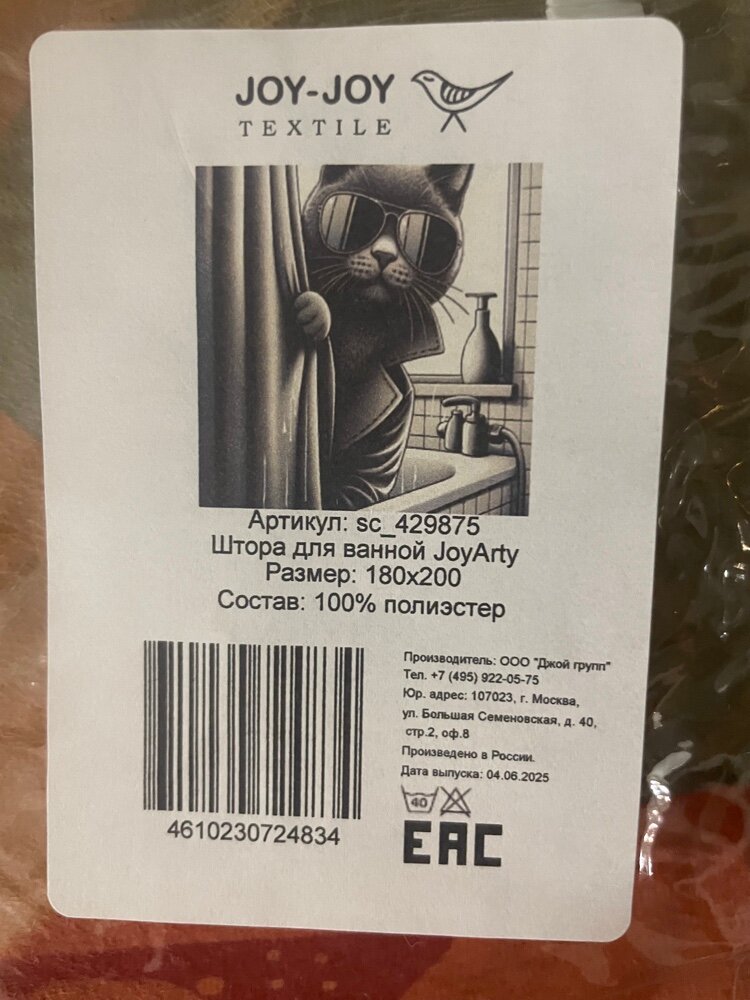 JOY-JOY
TEXTILE
Артикул: sc_429875
Штора для ванной JoyArty
Размер: 180x200
Состав: 100% полиэстер
4610230724834
Производитель: ООО "Джой групп"
Тел. +7 (495) 922-05-75
Юр. адрес: 107023, г. Москва,
ул. Большая Семеновская, д. 40,
стр.2, оф.8
Произведено в России.
Дата выпуска: 04.06.2025
40
EAC